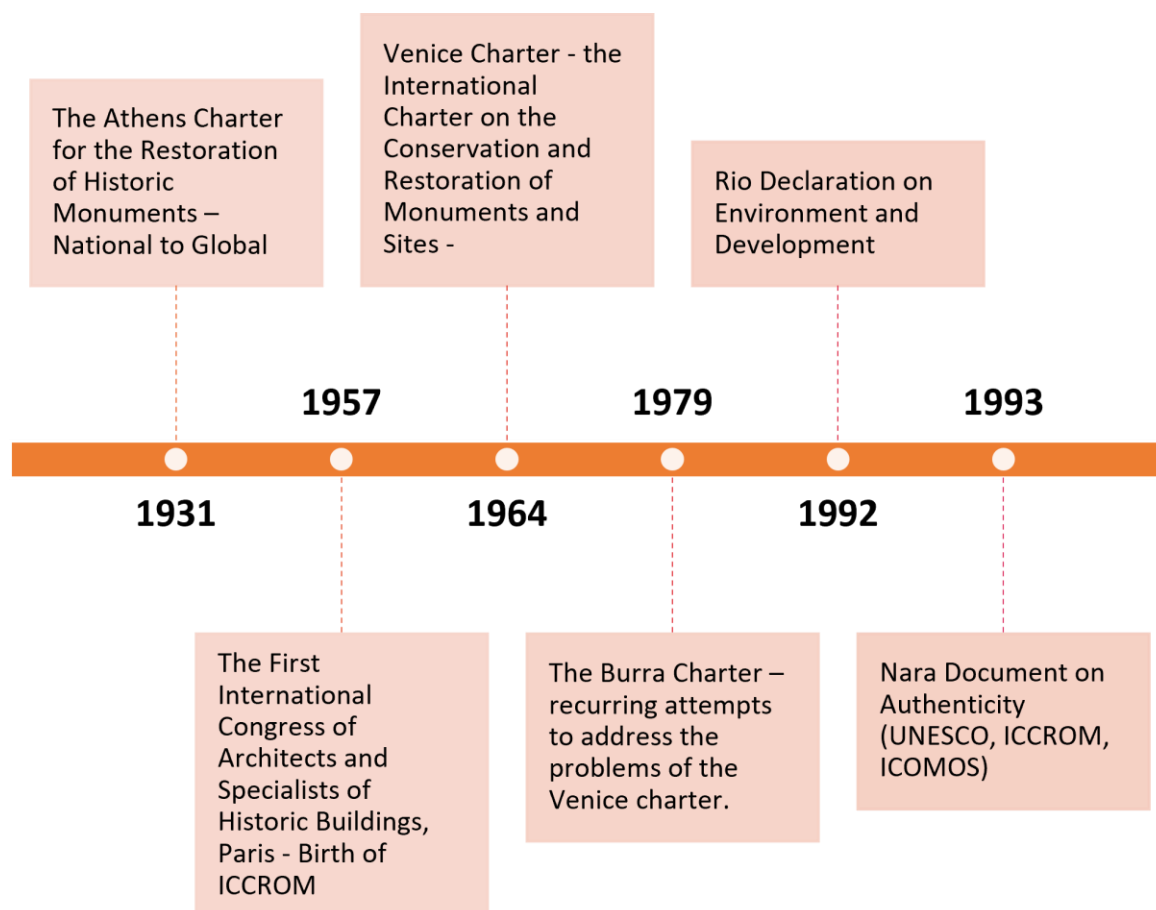 The Athens Charter
for the Restoration
of Historic
Monuments –
National to Global
Venice Charter - the
International
Charter on the
Conservation and
Restoration of
Monuments and
Sites -
Rio Declaration on
Environment and
Development
1957
1979
1993
1931
1964
1992
The First
International
Congress of
Architects and
Specialists of
Historic Buildings,
Paris - Birth of
ICCROM
The Burra Charter –
recurring attempts
to address the
problems of the
Venice charter.
Nara Document on
Authenticity
(UNESCO, ICCROM,
ICOMOS)